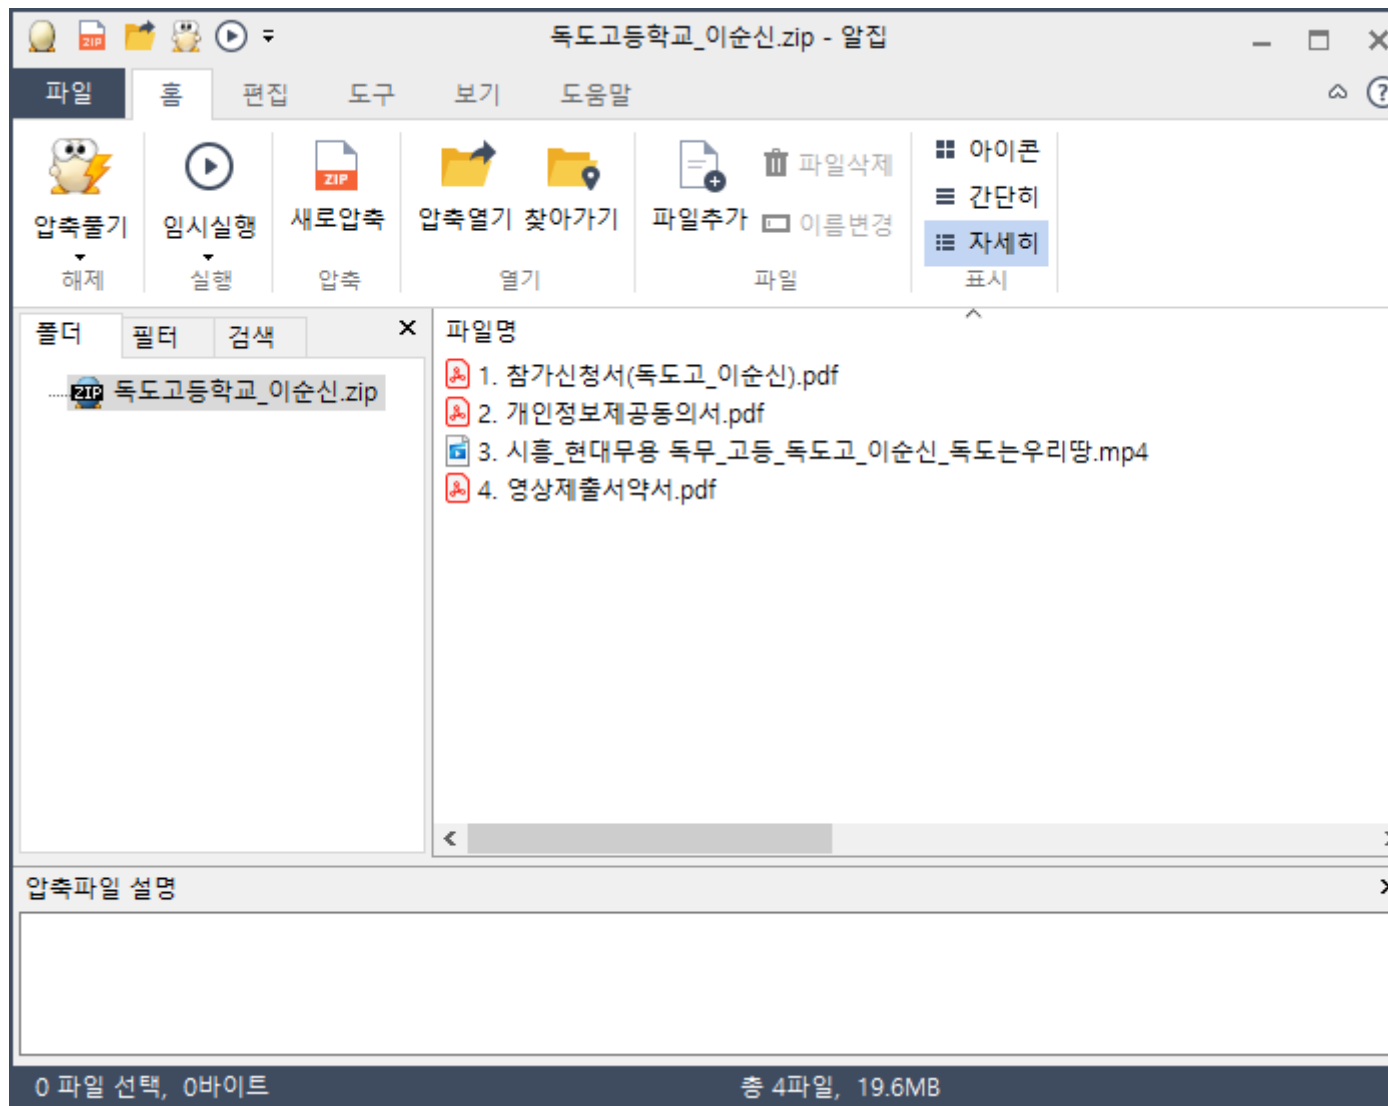 독도고등학교_이순신.zip - 알집
파일 홈 편집 도구 보기 도움말
압축풀기 임시실행 새로압축 압축열기 찾아가기 파일추가 파일삭제 이름변경
아이콘
간단히
자세히
해제 실행 압축 열기 파일 표시
폴더 필터 검색
독도고등학교_이순신.zip
파일명
1. 참가신청서(독도고_이순신).pdf
2. 개인정보제공동의서.pdf
3. 시흥_현대무용 독무_고등_독도고_이순신_독도는우리땅.mp4
4. 영상제출서약서.pdf
압축파일 설명
0 파일 선택, 0바이트 총 4파일, 19.6MB